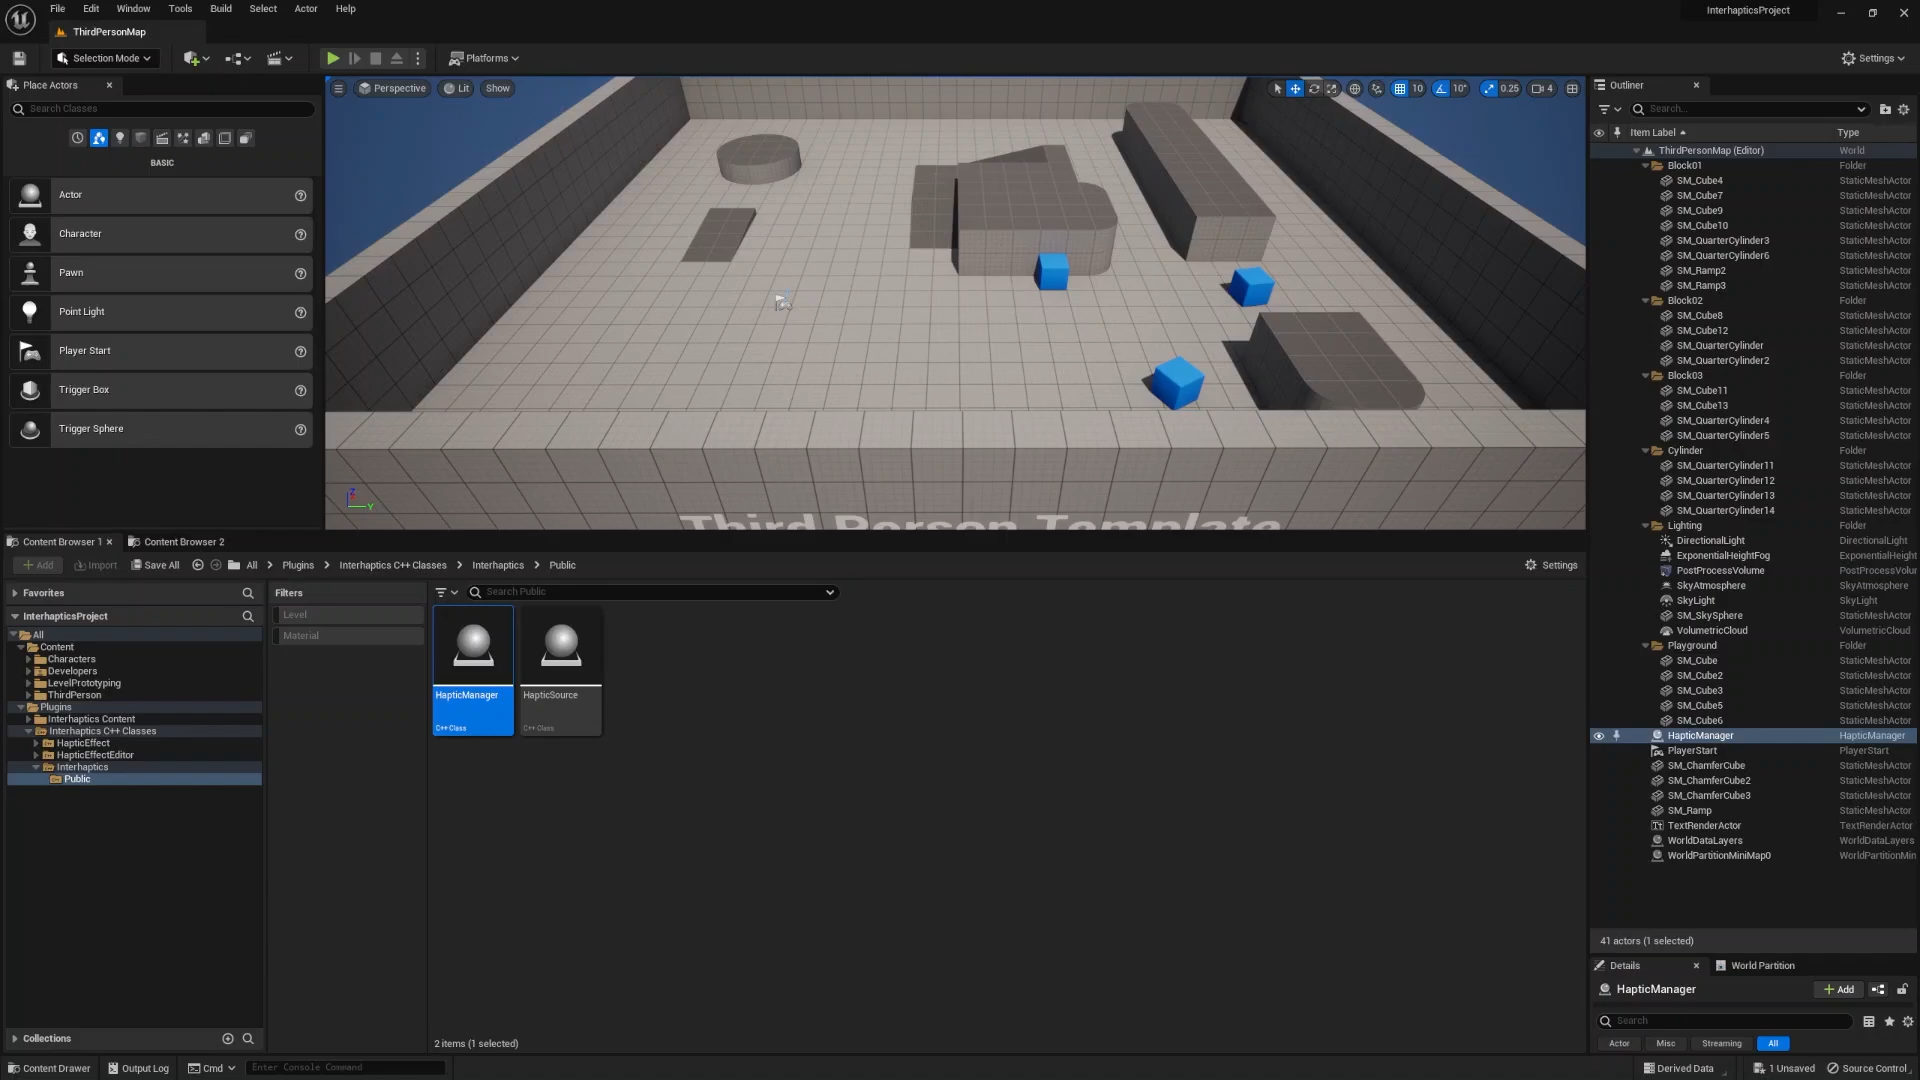 File Edit Window Tools Build Select Actor Help
InterhapticsProject
ThirdPersonMap
Selection Mode
Platforms
Settings
Place Actors
Search Classes
BASIC
Actor
Character
Pawn
Point Light
Player Start
Trigger Box
Trigger Sphere
Perspective Lit Show
10 10° 0.25 4
Z
Y
Third Person Template
Outliner
Search...
Item Label Type
ThirdPersonMap (Editor) World
Block01 Folder
SM_Cube4 StaticMeshActor
SM_Cube7 StaticMeshActor
SM_Cube9 StaticMeshActor
SM_Cube10 StaticMeshActor
SM_QuarterCylinder3 StaticMeshActor
SM_QuarterCylinder6 StaticMeshActor
SM_Ramp2 StaticMeshActor
SM_Ramp3 StaticMeshActor
Block02 Folder
SM_Cube8 StaticMeshActor
SM_Cube12 StaticMeshActor
SM_QuarterCylinder StaticMeshActor
SM_QuarterCylinder2 StaticMeshActor
Block03 Folder
SM_Cube11 StaticMeshActor
SM_Cube13 StaticMeshActor
SM_QuarterCylinder4 StaticMeshActor
SM_QuarterCylinder5 StaticMeshActor
Cylinder Folder
SM_QuarterCylinder11 StaticMeshActor
SM_QuarterCylinder12 StaticMeshActor
SM_QuarterCylinder13 StaticMeshActor
SM_QuarterCylinder14 StaticMeshActor
Lighting Folder
DirectionalLight DirectionalLight
ExponentialHeightFog ExponentialHeight
PostProcessVolume PostProcessVolur
SkyAtmosphere SkyAtmosphere
SkyLight SkyLight
SM_SkySphere StaticMeshActor
VolumetricCloud VolumetricCloud
Playground Folder
SM_Cube StaticMeshActor
SM_Cube2 StaticMeshActor
SM_Cube3 StaticMeshActor
SM_Cube5 StaticMeshActor
SM_Cube6 StaticMeshActor
HapticManager HapticManager
PlayerStart PlayerStart
SM_ChamferCube StaticMeshActor
SM_ChamferCube2 StaticMeshActor
SM_ChamferCube3 StaticMeshActor
SM_Ramp StaticMeshActor
TextRenderActor TextRenderActor
WorldDataLayers WorldDataLayers
WorldPartitionMiniMap0 WorldPartitionMin
41 actors (1 selected)
Details World Partition
HapticManager Add
Search
Actor Misc Streaming All
Content Browser 1 Content Browser 2
Add Import Save All All Plugins Interhaptics C++ Classes Interhaptics Public Settings
Favorites
InterhapticsProject
All
Content
Characters
Developers
LevelPrototyping
ThirdPerson
Plugins
Interhaptics Content
Interhaptics C++ Classes
HapticEffect
HapticEffectEditor
Interhaptics
Public
Collections
Filters
Level
Material
Search Public
HapticManager
C++ Class
HapticSource
C++ Class
2 items (1 selected)
Content Drawer Output Log Cmd Enter Console Command Derived Data 1 Unsaved Source Control